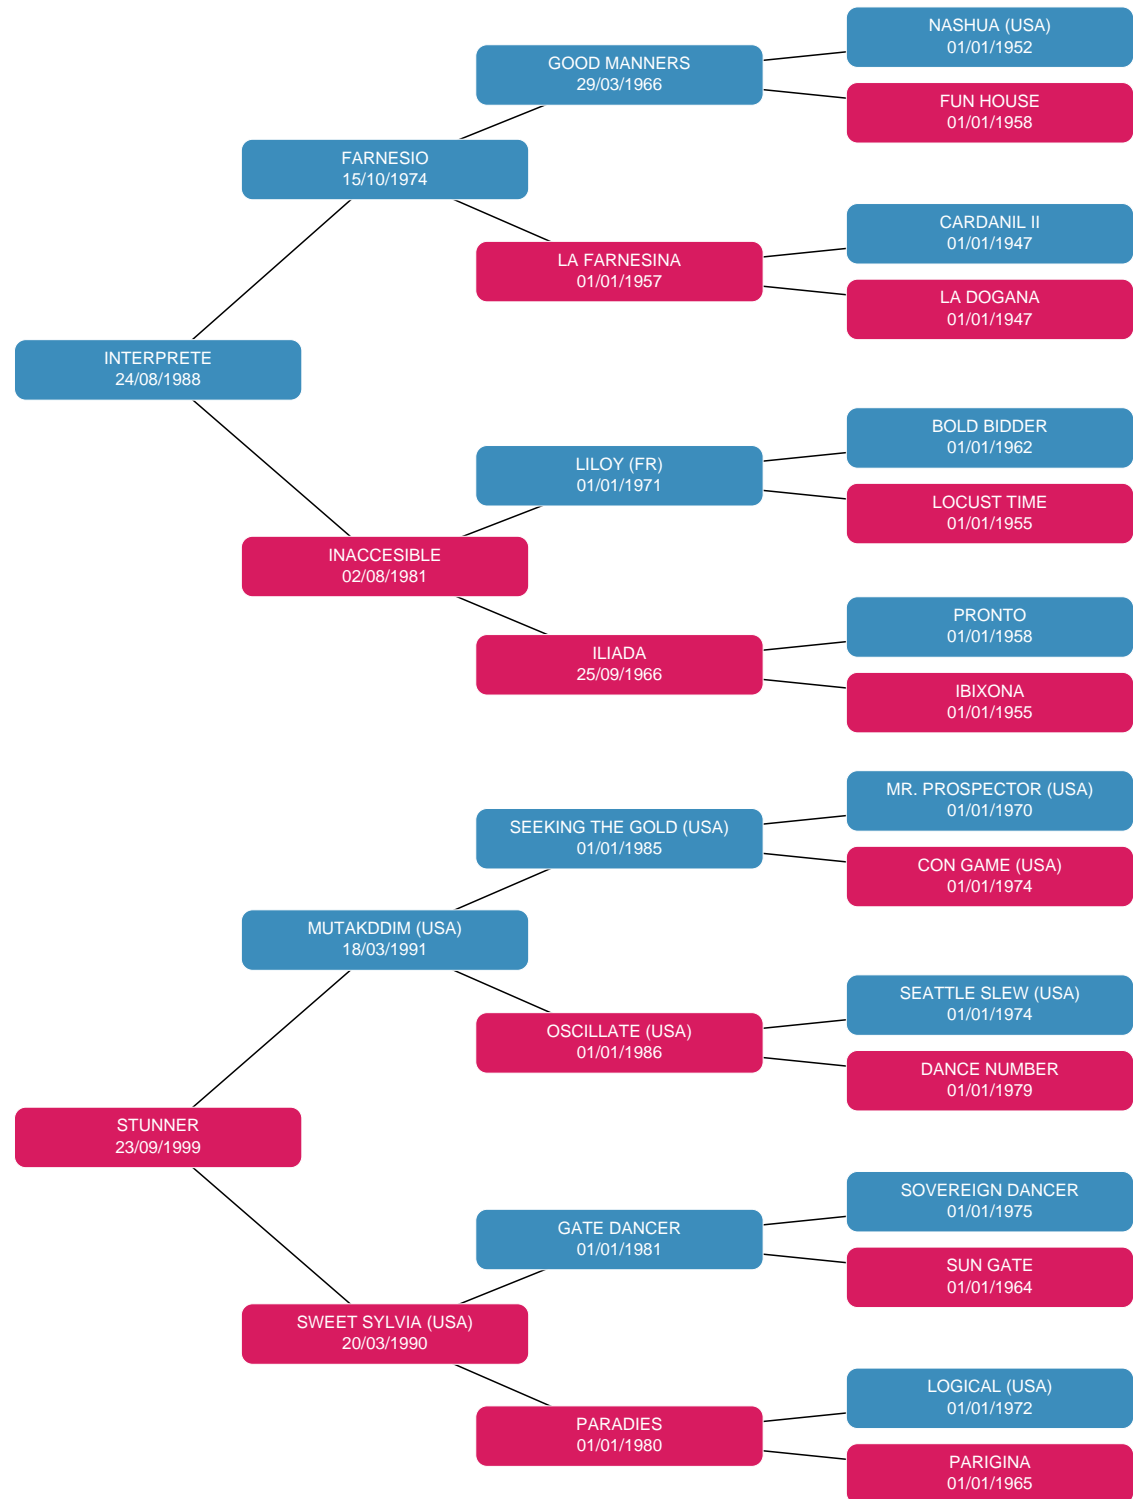 NASHUA (USA)
01/01/1952
GOOD MANNERS
29/03/1966
FUN HOUSE
01/01/1958
FARNESIO
15/10/1974
CARDANIL II
01/01/1947
LA FARNESINA
01/01/1957
LA DOGANA
01/01/1947
INTERPRETE
24/08/1988
BOLD BIDDER
01/01/1962
LILOY (FR)
01/01/1971
LOCUST TIME
01/01/1955
INACCESIBLE
02/08/1981
PRONTO
01/01/1958
ILIADA
25/09/1966
IBIXONA
01/01/1955
MR. PROSPECTOR (USA)
01/01/1970
SEEKING THE GOLD (USA)
01/01/1985
CON GAME (USA)
01/01/1974
MUTAKDDIM (USA)
18/03/1991
SEATTLE SLEW (USA)
01/01/1974
OSCILLATE (USA)
01/01/1986
DANCE NUMBER
01/01/1979
STUNNER
23/09/1999
SOVEREIGN DANCER
01/01/1975
GATE DANCER
01/01/1981
SUN GATE
01/01/1964
SWEET SYLVIA (USA)
20/03/1990
LOGICAL (USA)
01/01/1972
PARADIES
01/01/1980
PARIGINA
01/01/1965